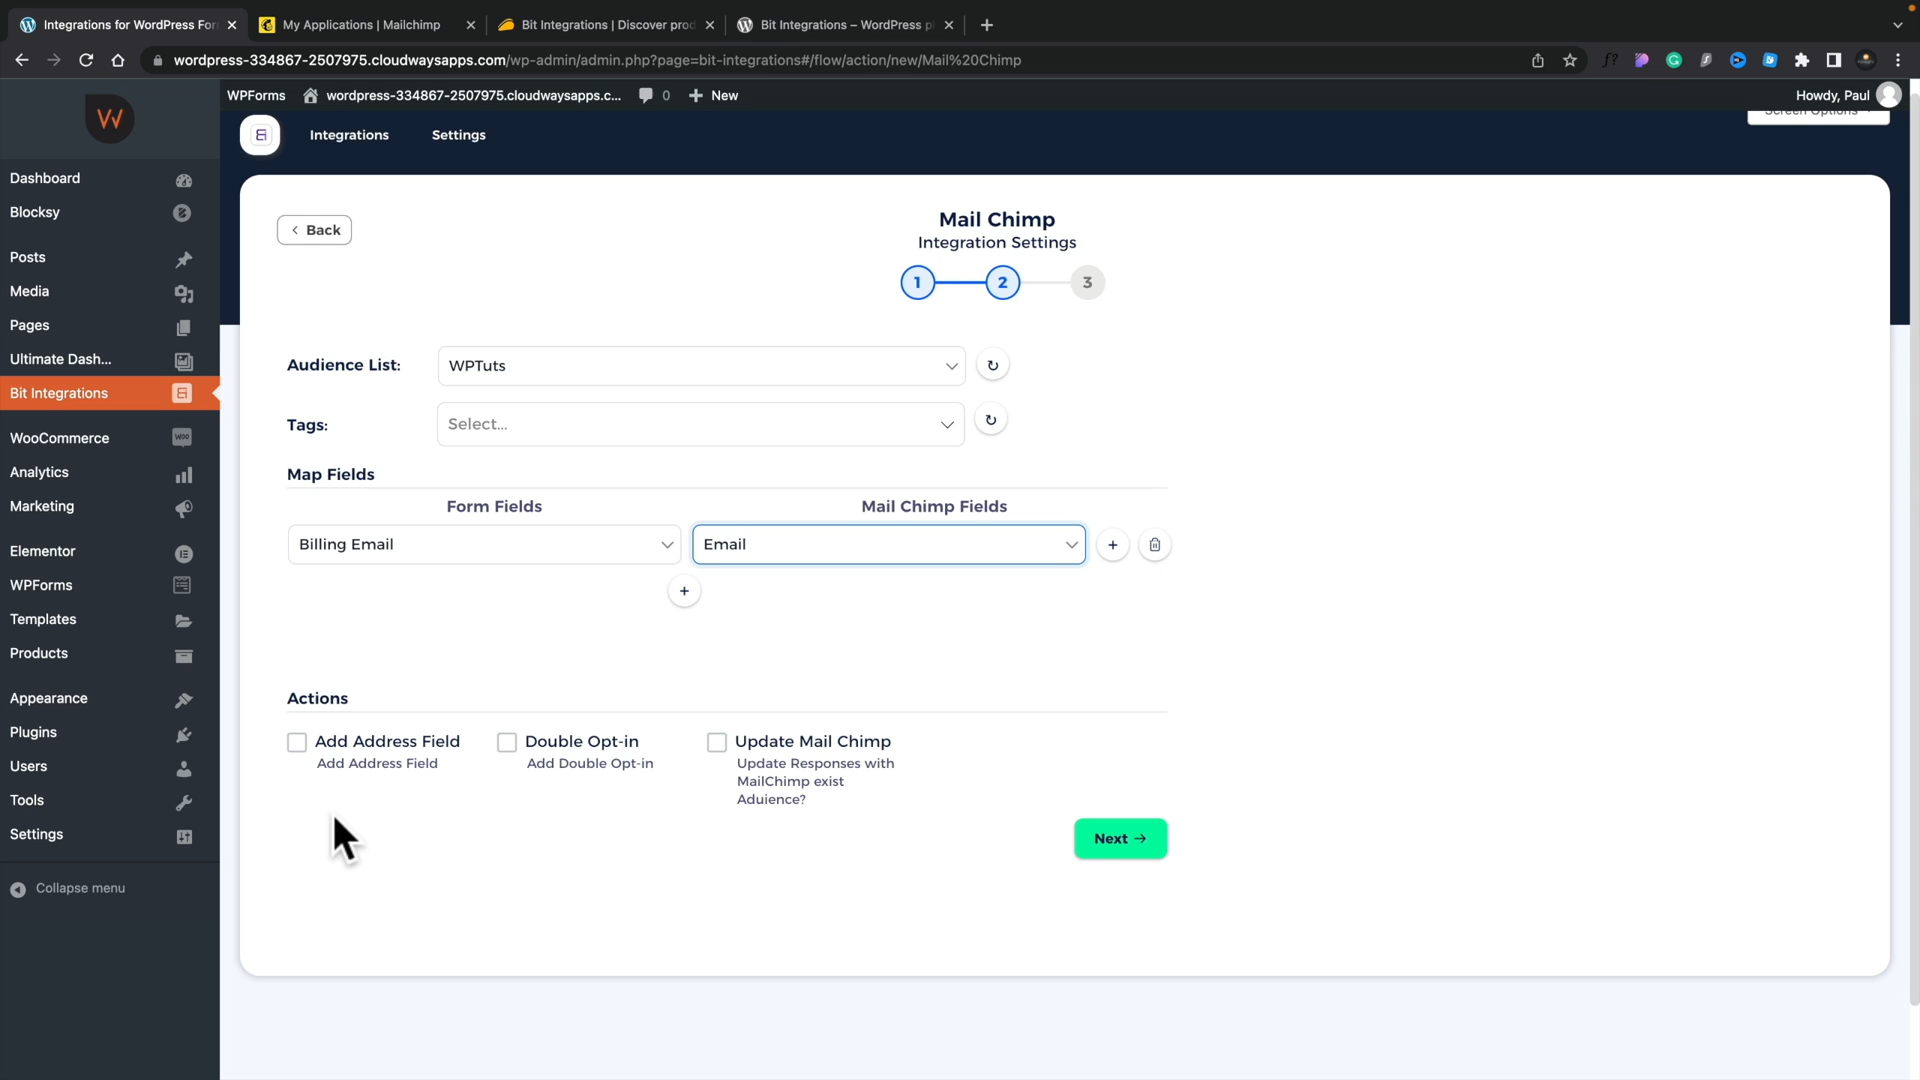 Integrations for WordPress For
My Applications | Mailchimp
Bit Integrations | Discover proc
Bit Integrations – WordPress p
wordpress-334867-2507975.cloudwaysapps.com/wp-admin/admin.php?page=bit-integrations#/flow/action/new/Mail%20Chimp
WPForms
wordpress-334867-2507975.cloudwaysapps.c...
0
New
Howdy, Paul
Screen Options
Integrations
Settings
Dashboard
Blocksy
Posts
Media
Pages
Ultimate Dash...
Bit Integrations
WooCommerce
Analytics
Marketing
Elementor
WPForms
Templates
Products
Appearance
Plugins
Users
Tools
Settings
Collapse menu
Back
Mail Chimp
Integration Settings
1 2 3
Audience List:
WPTuts
Tags:
Select...
Map Fields
Form Fields
Mail Chimp Fields
Billing Email
Email
Actions
Add Address Field
Add Address Field
Double Opt-in
Add Double Opt-in
Update Mail Chimp
Update Responses with
MailChimp exist
Aduience?
Next →